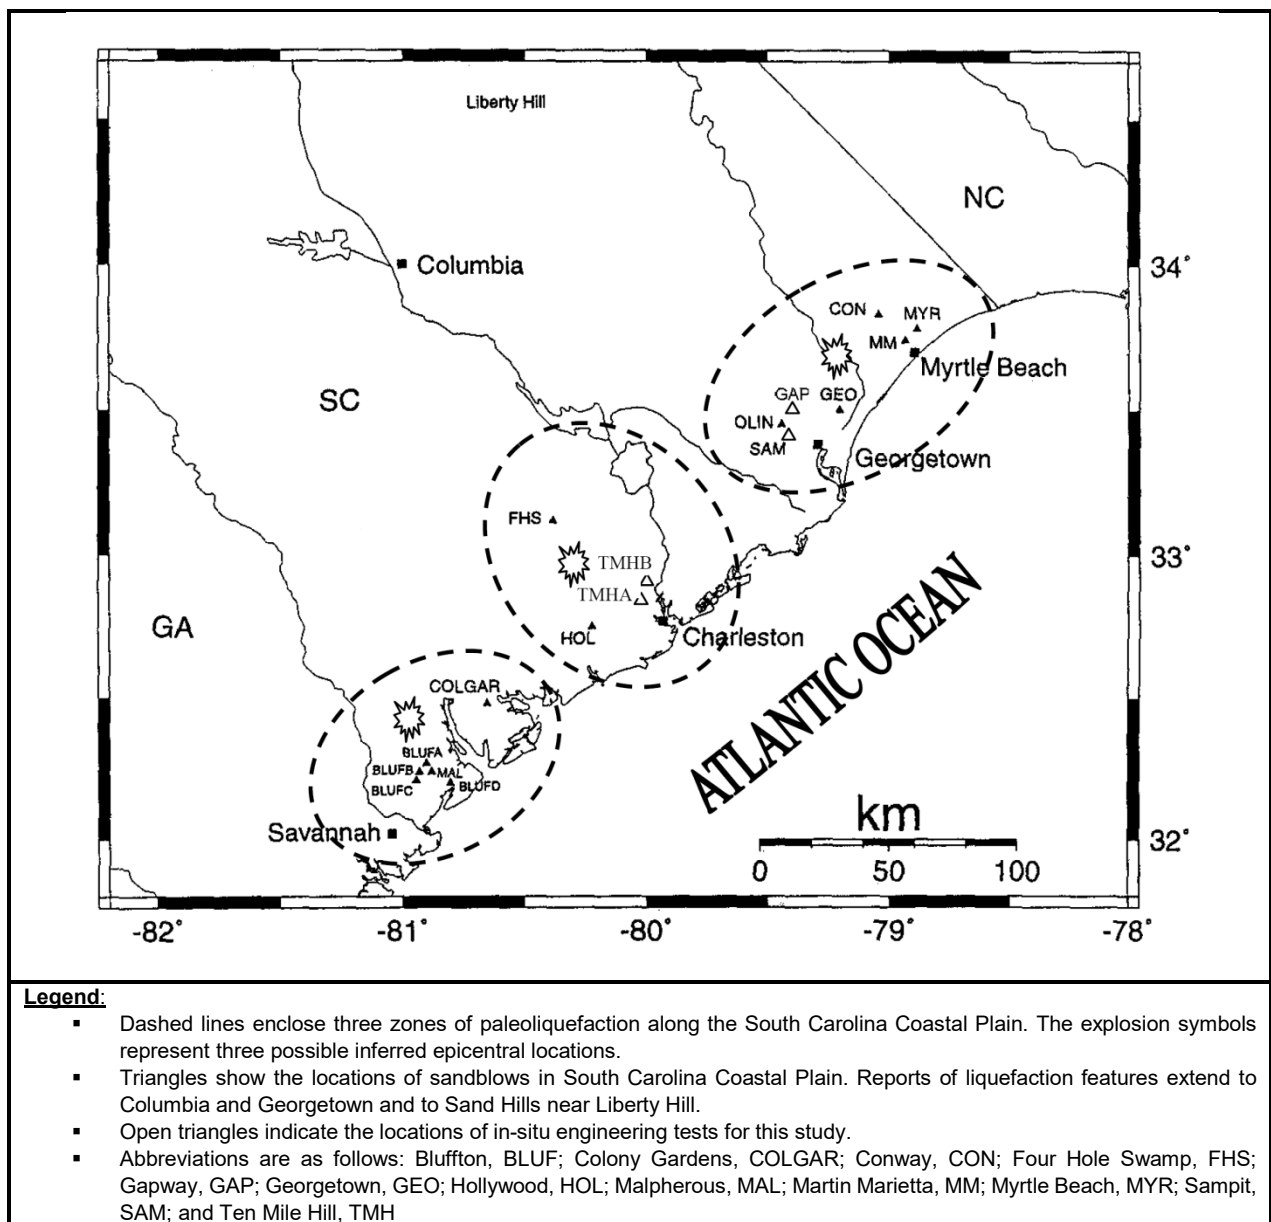 Liberty Hill
NC
Columbia
34°
CON
MYR
MM
Myrtle Beach
SC
GAP
GEO
OLIN
SAM
Georgetown
FHS
TMHB
33°
TMHA
GA
HOL
Charleston
ATLANTIC OCEAN
COLGAR
BLUFA
BLUFB
MAL
BLUFC
BLUFD
km
Savannah
32°
0
50
100
-82°
-81°
-80°
-79°
-78°
Legend:
▪ Dashed lines enclose three zones of paleoliquefaction along the South Carolina Coastal Plain. The explosion symbols
represent three possible inferred epicentral locations.
▪ Triangles show the locations of sandblows in South Carolina Coastal Plain. Reports of liquefaction features extend to
Columbia and Georgetown and to Sand Hills near Liberty Hill.
▪ Open triangles indicate the locations of in-situ engineering tests for this study.
▪ Abbreviations are as follows: Bluffton, BLUF; Colony Gardens, COLGAR; Conway, CON; Four Hole Swamp, FHS;
Gapway, GAP; Georgetown, GEO; Hollywood, HOL; Malpherous, MAL; Martin Marietta, MM; Myrtle Beach, MYR; Sampit,
SAM; and Ten Mile Hill, TMH